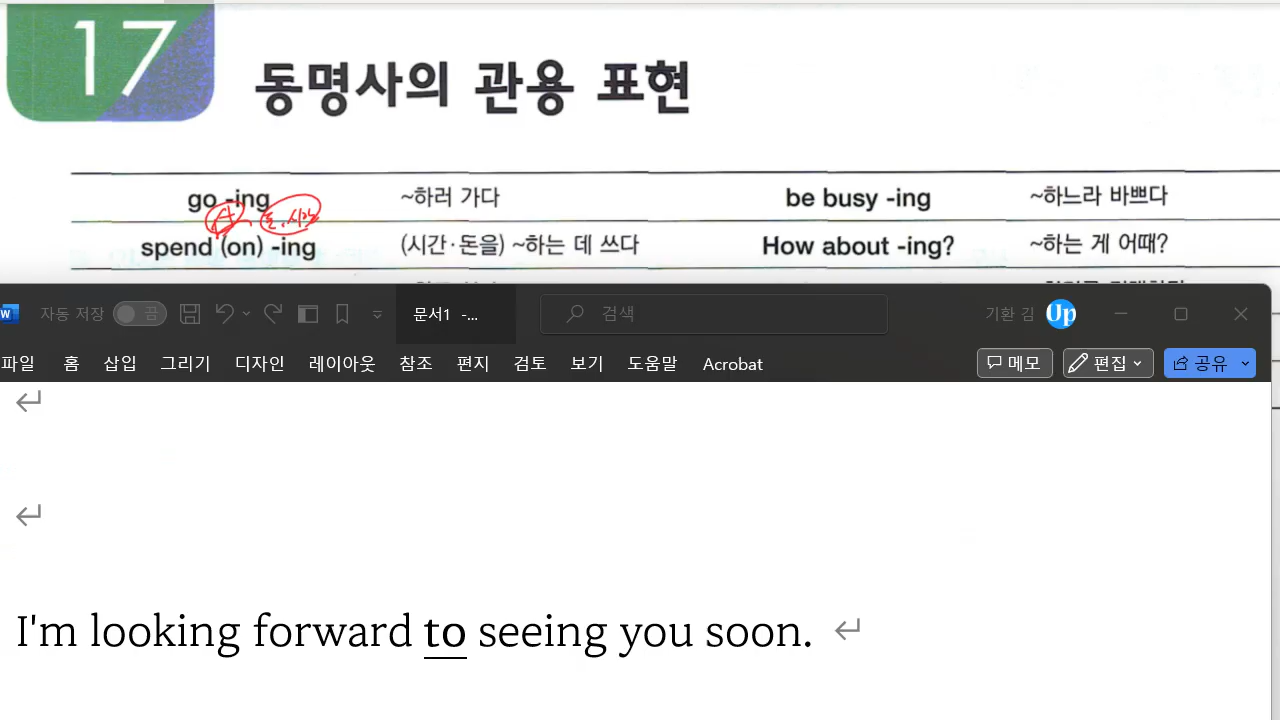 17 동명사의 관용 표현
go -ing ~하러 가다 be busy -ing ~하느라 바쁘다
spend (on) -ing (시간·돈을) ~하는 데 쓰다 How about -ing? ~하는 게 어때?
자동 저장 끔 문서1 -... 검색 기환 김 Up
파일 홈 삽입 그리기 디자인 레이아웃 참조 편지 검토 보기 도움말 Acrobat 메모 편집 공유
I'm looking forward to seeing you soon.